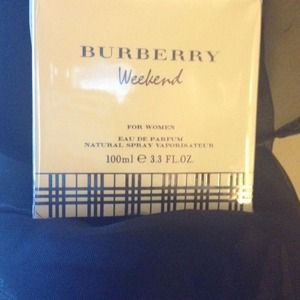 BURBERRY
Weekend
FOR WOMEN
EAU DE PARFUM
NATURAL SPRAY VAPORISATEUR
100ml ℮ 3.3 FL.OZ.